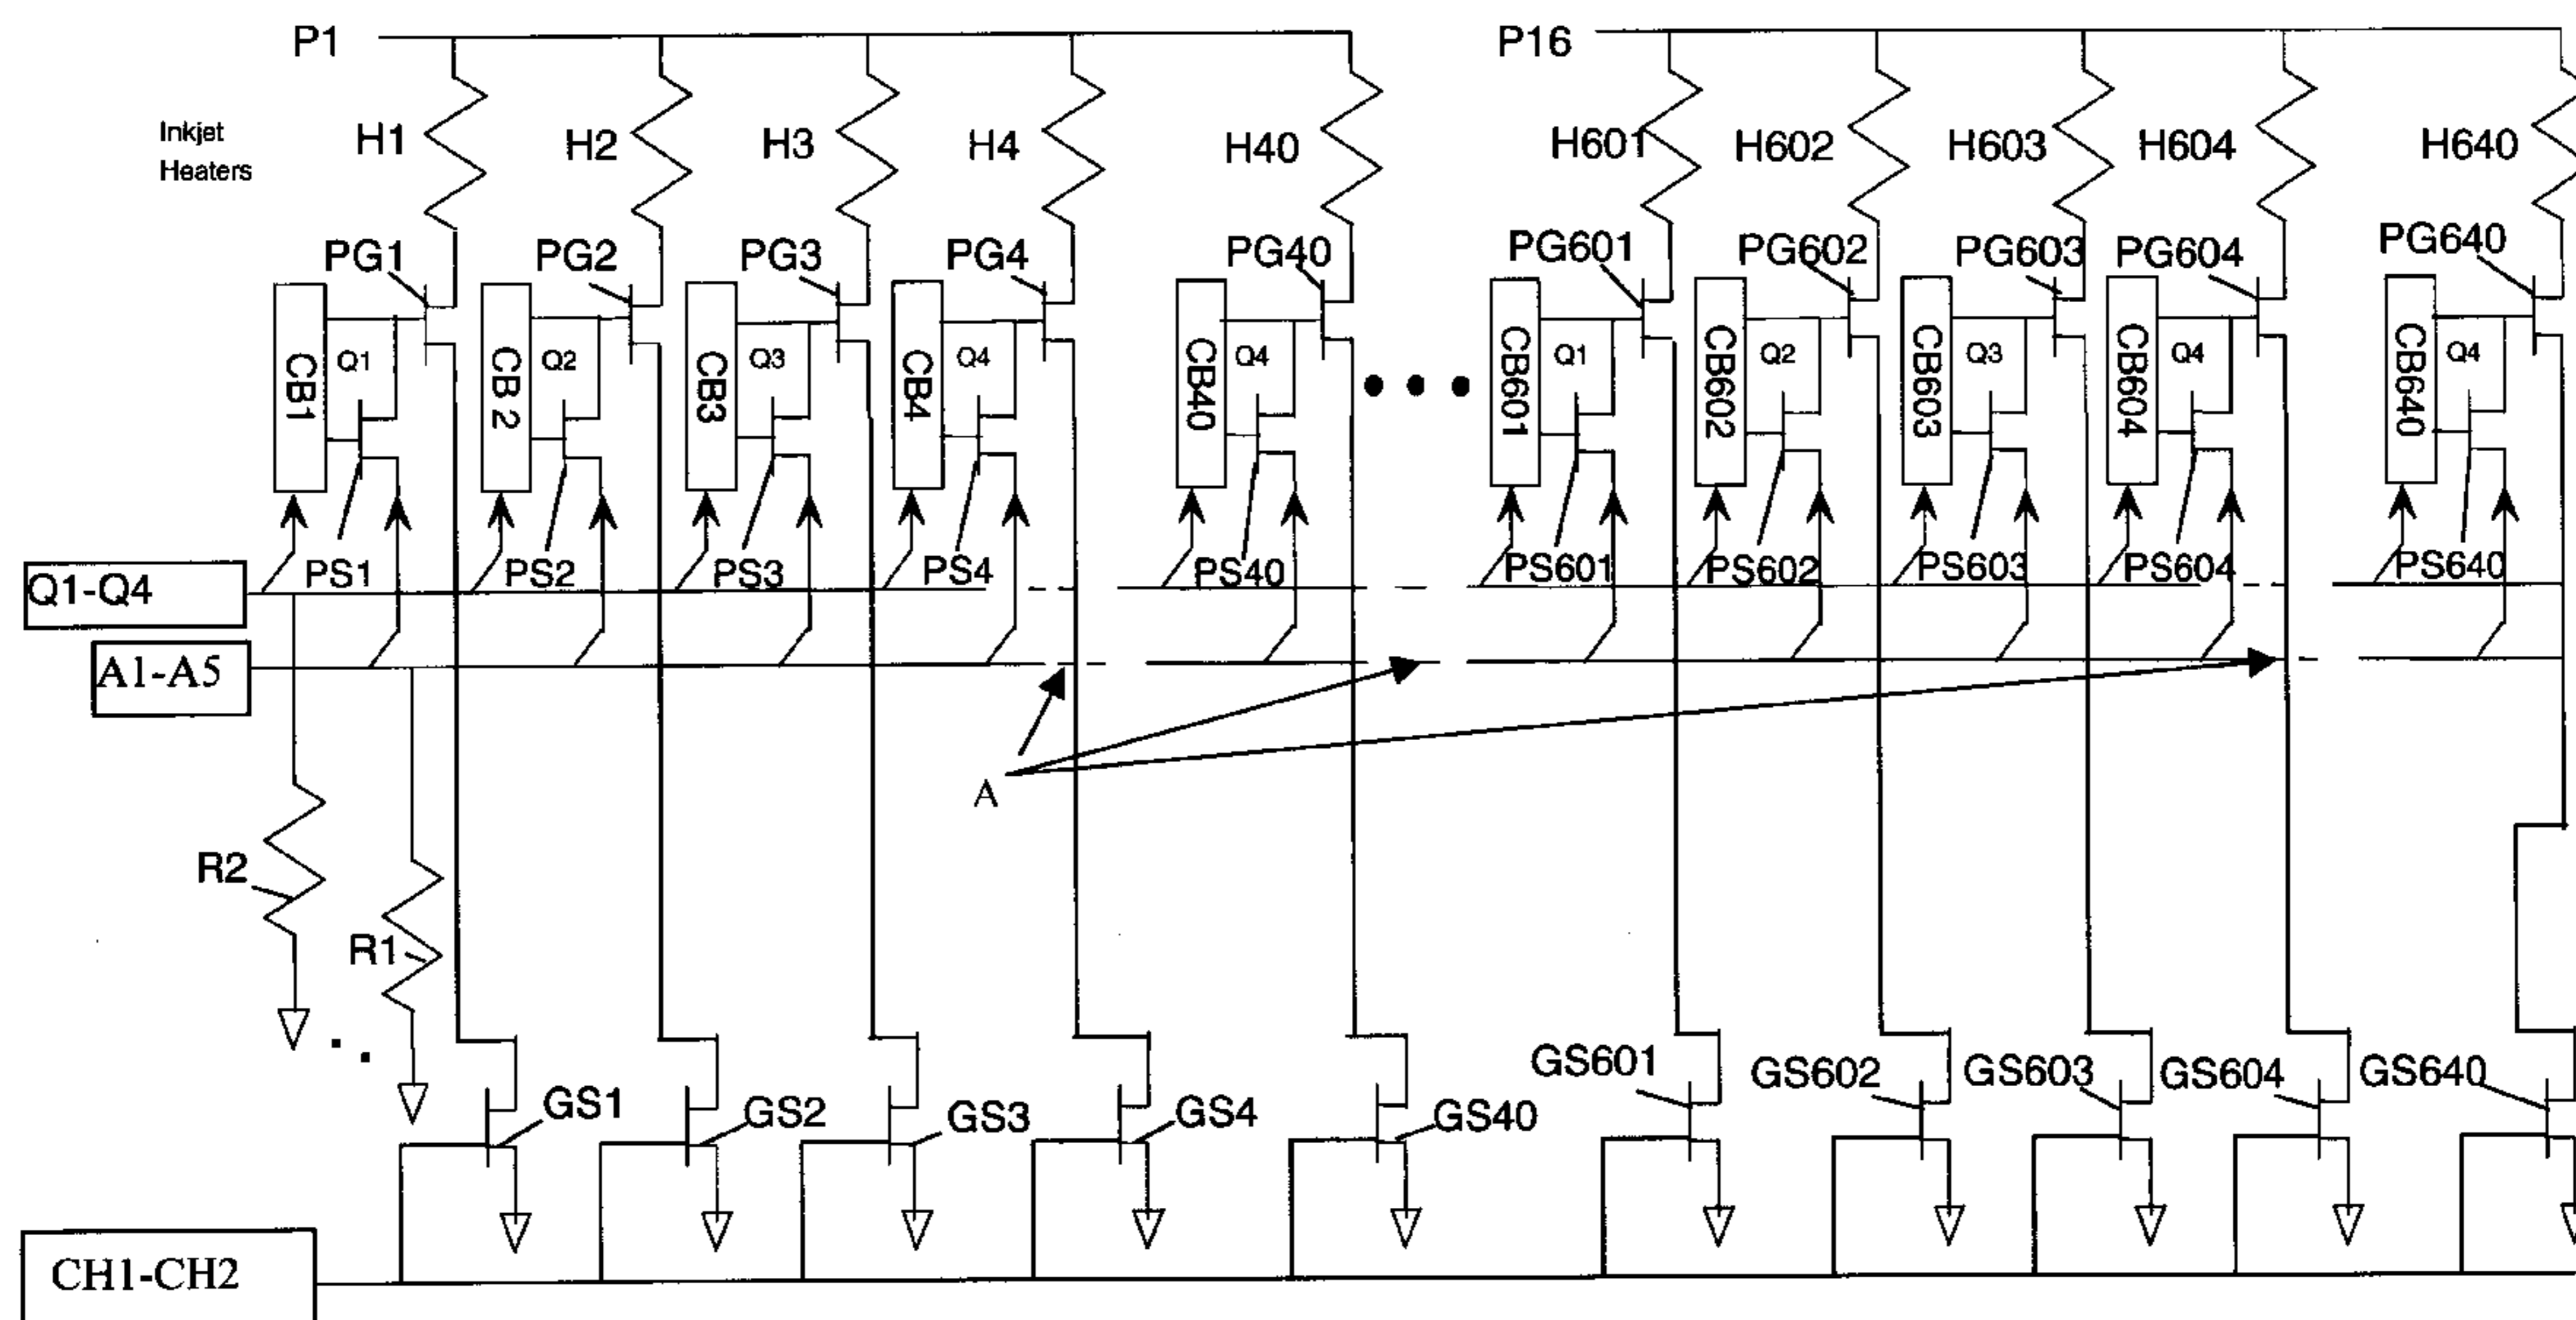 P1
P16
Inkjet
Heaters
H1
H2
H3
H4
H40
H601
H602
H603
H604
H640
PG1
PG2
PG3
PG4
PG40
PG601
PG602
PG603
PG604
PG640
CB1
Q1
CB 2
Q2
CB3
Q3
CB4
Q4
CB40
Q4
CB601
Q1
CB602
Q2
CB603
Q3
CB604
Q4
CB640
Q4
PS1
PS2
PS3
PS4
PS40
PS601
PS602
PS603
PS604
PS640
Q1-Q4
A1-A5
A
R2
R1
GS1
GS2
GS3
GS4
GS40
GS601
GS602
GS603
GS604
GS640
CH1-CH2